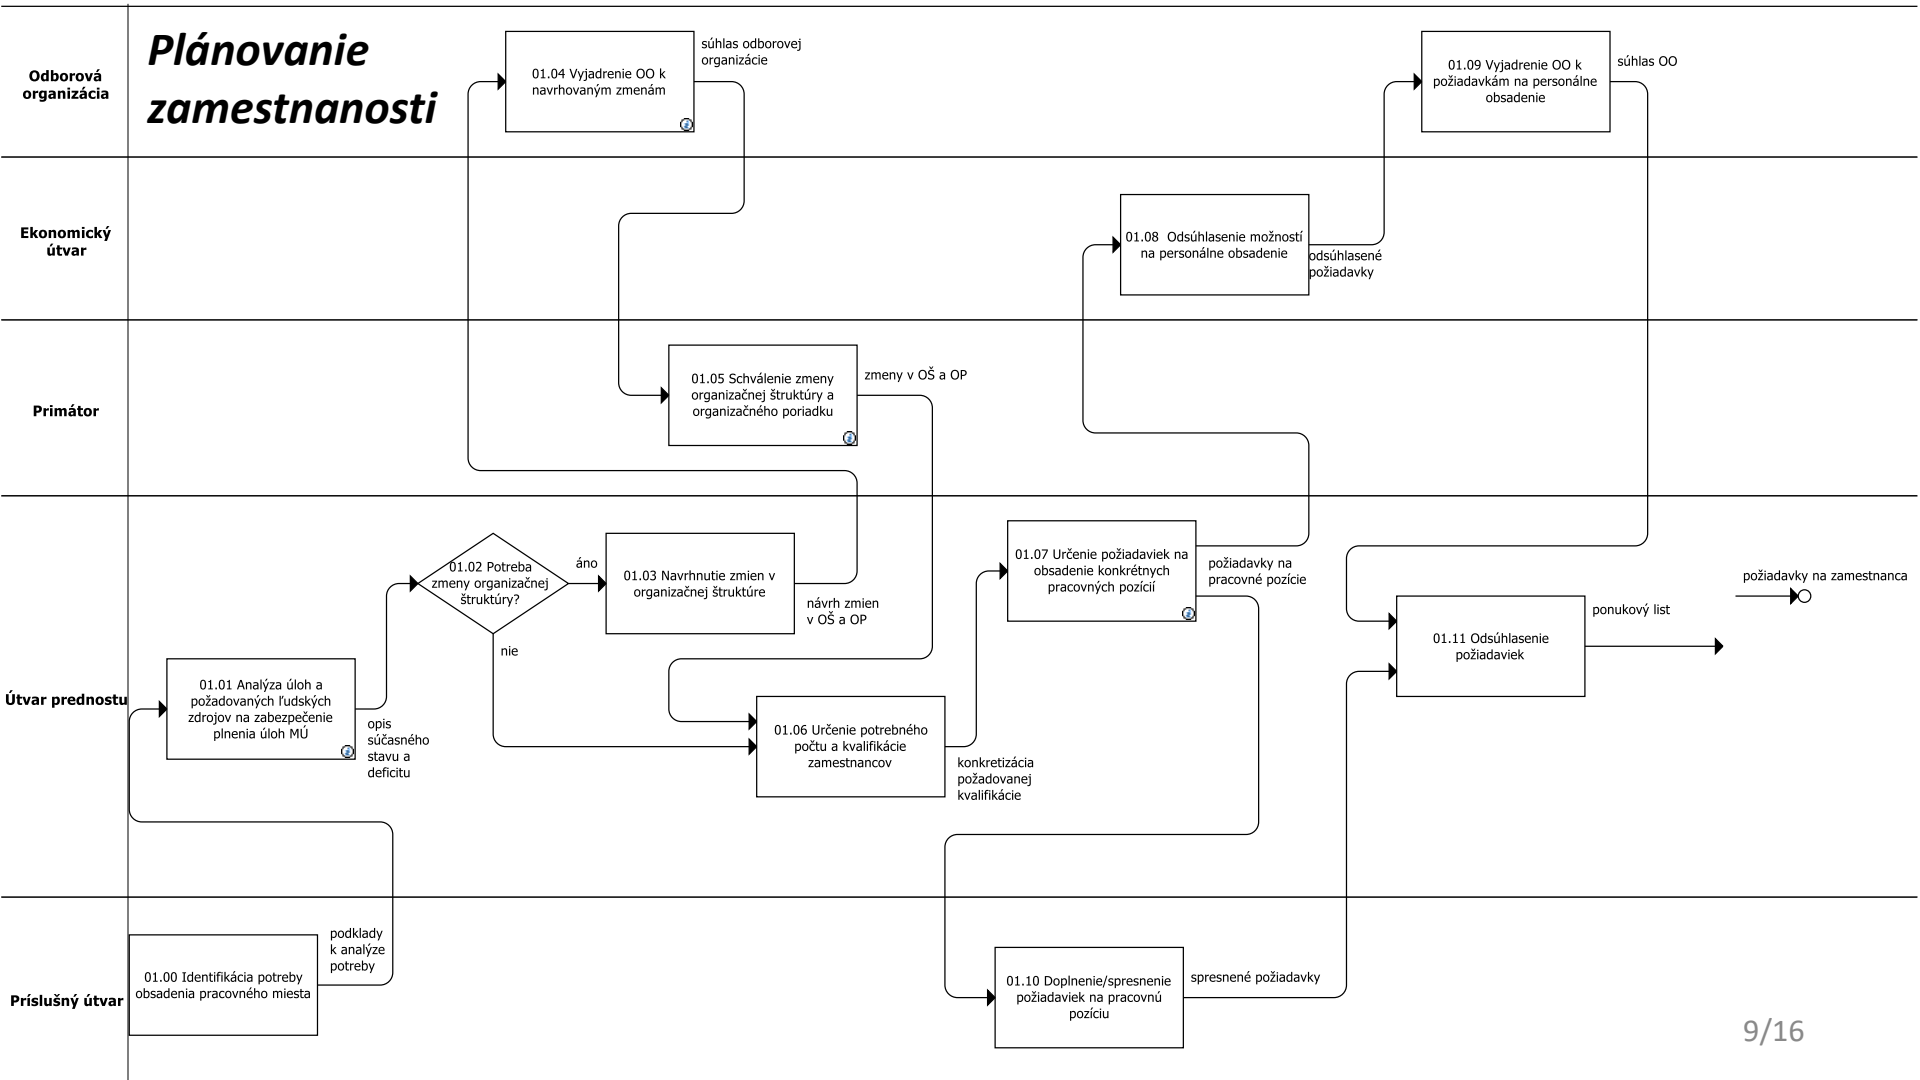 Plánovanie
zamestnanosti
Odborová
organizácia
01.04 Vyjadrenie OO k
navrhovaným zmenám
súhlas odborovej
organizácie
01.09 Vyjadrenie OO k
požiadavkám na personálne
obsadenie
súhlas OO
Ekonomický
útvar
01.08  Odsúhlasenie možností
na personálne obsadenie
odsúhlasené
požiadavky
Primátor
01.05 Schválenie zmeny
organizačnej štruktúry a
organizačného poriadku
zmeny v OŠ a OP
Útvar prednostu
01.01 Analýza úloh a
požadovaných ľudských
zdrojov na zabezpečenie
plnenia úloh MÚ
opis
súčasného
stavu a
deficitu
01.02 Potreba
zmeny organizačnej
štruktúry?
áno
nie
01.03 Navrhnutie zmien v
organizačnej štruktúre
návrh zmien
v OŠ a OP
01.06 Určenie potrebného
počtu a kvalifikácie
zamestnancov
konkretizácia
požadovanej
kvalifikácie
01.07 Určenie požiadaviek na
obsadenie konkrétnych
pracovných pozícií
požiadavky na
pracovné pozície
01.11 Odsúhlasenie
požiadaviek
ponukový list
požiadavky na zamestnanca
Príslušný útvar
01.00 Identifikácia potreby
obsadenia pracovného miesta
podklady
k analýze
potreby
01.10 Doplnenie/spresnenie
požiadaviek na pracovnú
pozíciu
spresnené požiadavky
9/16